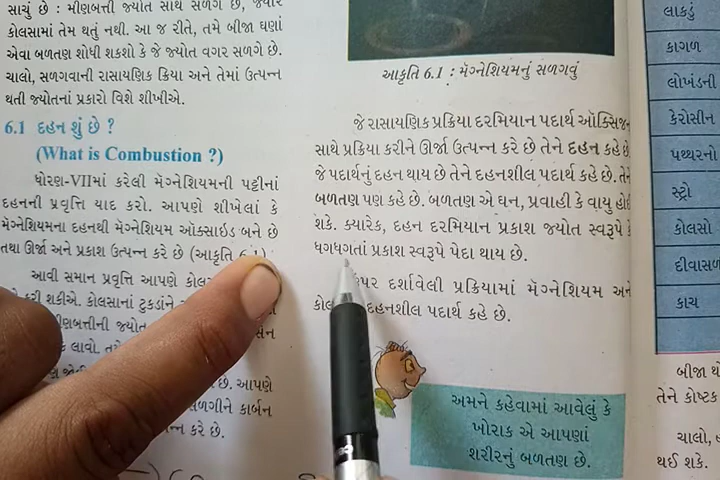 સાચું છે : મીણબત્તી જ્યોત સાથે સળગે છે, જ્યારે
કોલસામાં તેમ થતું નથી. આ જ રીતે, તમે બીજા ઘણાં
એવા બળતણ શોધી શકશો કે જે જ્યોત વગર સળગે છે.
ચાલો, સળગવાની રાસાયણિક ક્રિયા અને તેમાં ઉત્પન્ન
થતી જ્યોતનાં પ્રકારો વિશે શીખીએ.
6.1 દહન શું છે ?
(What is Combustion ?)
ધોરણ-VIIમાં કરેલી મૅગ્નેશિયમની પટ્ટીનાં
દહનની પ્રવૃત્તિ યાદ કરો. આપણે શીખેલાં કે
મૅગ્નેશિયમના દહનથી મૅગ્નેશિયમ ઑક્સાઇડ બને છે
તથા ઊર્જા અને પ્રકાશ ઉત્પન્ન કરે છે (આકૃતિ
આવી સમાન પ્રવૃત્તિ આપણે
કરી શકીએ. કોલસાનાં ટુકડાંને
જ્યોત
લાવો.
છે. આપણે
સળગીને કાર્બન
કરે છે.
આકૃતિ 6.1 : મૅગ્નેશિયમનું સળગવું
જે રાસાયણિક પ્રક્રિયા દરમિયાન પદાર્થ ઑક્સિજન
સાથે પ્રક્રિયા કરીને ઊર્જા ઉત્પન્ન કરે છે તેને દહન કહે છે.
જે પદાર્થનું દહન થાય છે તેને દહનશીલ પદાર્થ કહે છે. તેને
બળતણ પણ કહે છે. બળતણ એ ઘન, પ્રવાહી કે વાયુ હોઈ
શકે. ક્યારેક, દહન દરમિયાન પ્રકાશ જ્યોત સ્વરૂપે કે
ધગધગતાં પ્રકાશ સ્વરૂપે પેદા થાય છે.
ઉપર દર્શાવેલી પ્રક્રિયામાં મૅગ્નેશિયમ અને
દહનશીલ પદાર્થ કહે છે.
અમને કહેવામાં આવેલું કે
ખોરાક એ આપણાં
શરીરનું બળતણ છે.
લાકડું
કાગળ
લોખંડની
કેરોસીન
પથ્થરનો
સ્ટ્રો
કોલસો
દીવાસળ
કાચ
બીજા થો
તેને કોષ્ટક
ચાલો,
થઈ શકે.